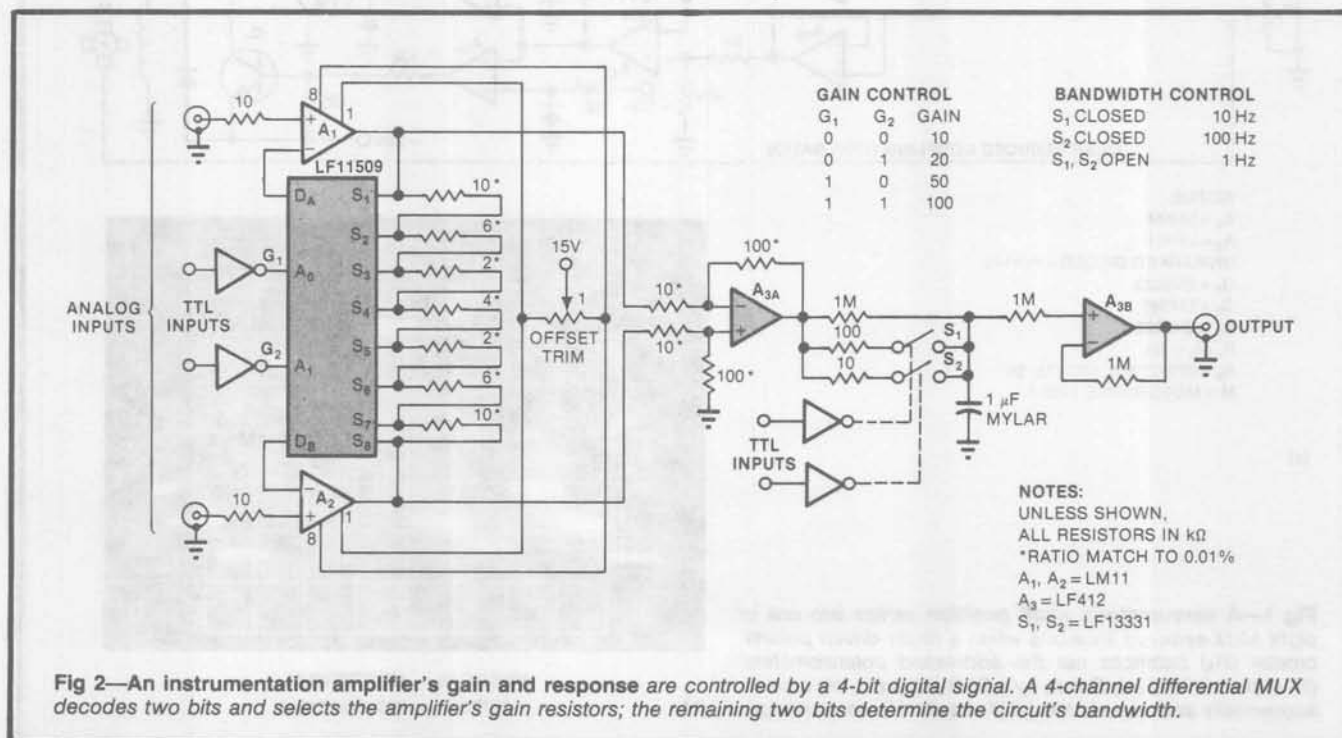 10
8
1
+
A₁
−
LF11509
D_A
S₁
10*
S₂
6*
S₃
2*
S₄
4*
S₅
2*
S₆
6*
S₇
10*
S₈
D_B
G₁
A₀
TTL
INPUTS
G₂
A₁
ANALOG
INPUTS
15V
1
OFFSET
TRIM
−
A₂
+
1
8
10
10*
10*
100*
−
A₃A
+
100*
1M
100
S₁
10
S₂
TTL
INPUTS
1 µF
MYLAR
1M
+
A₃B
−
1M
OUTPUT
GAIN CONTROL
G₁ G₂ GAIN
0 0 10
0 1 20
1 0 50
1 1 100
BANDWIDTH CONTROL
S₁ CLOSED 10 Hz
S₂ CLOSED 100 Hz
S₁, S₂ OPEN 1 Hz
NOTES:
UNLESS SHOWN,
ALL RESISTORS IN kΩ
*RATIO MATCH TO 0.01%
A₁, A₂ = LM11
A₃ = LF412
S₁, S₂ = LF13331
Fig 2—An instrumentation amplifier's gain and response are controlled by a 4-bit digital signal. A 4-channel differential MUX
decodes two bits and selects the amplifier's gain resistors; the remaining two bits determine the circuit's bandwidth.